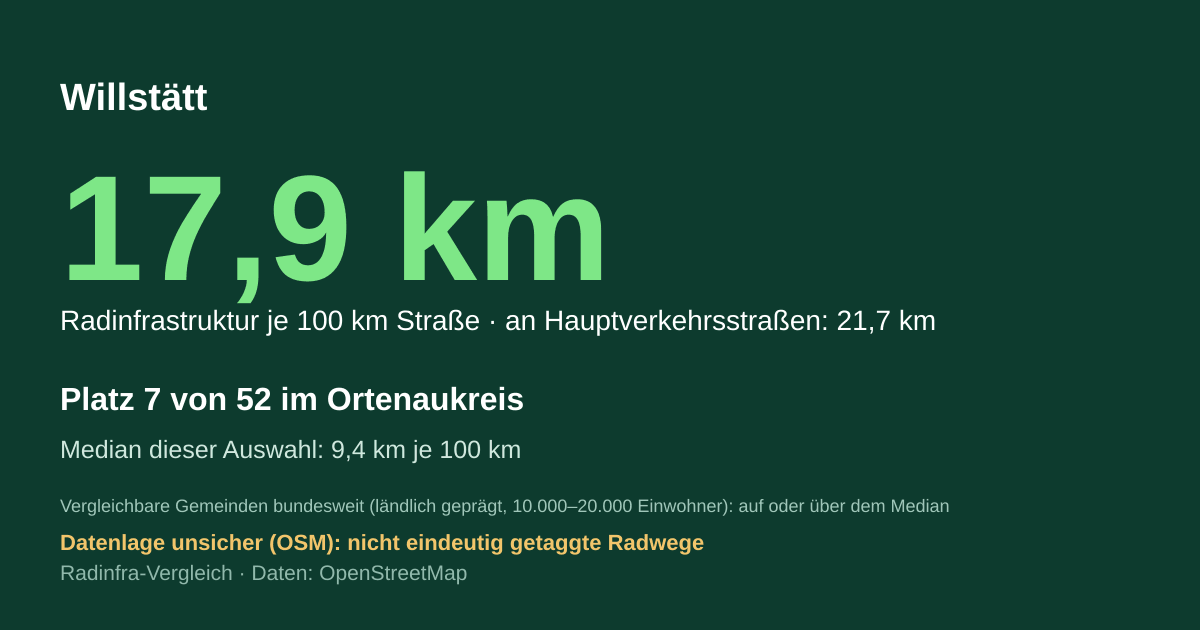 Willstätt
17,9 km
Radinfrastruktur je 100 km Straße · an Hauptverkehrsstraßen: 21,7 km
Platz 7 von 52 im Ortenaukreis
Median dieser Auswahl: 9,4 km je 100 km
Vergleichbare Gemeinden bundesweit (ländlich geprägt, 10.000–20.000 Einwohner): auf oder über dem Median
Datenlage unsicher (OSM): nicht eindeutig getaggte Radwege
Radinfra-Vergleich · Daten: OpenStreetMap